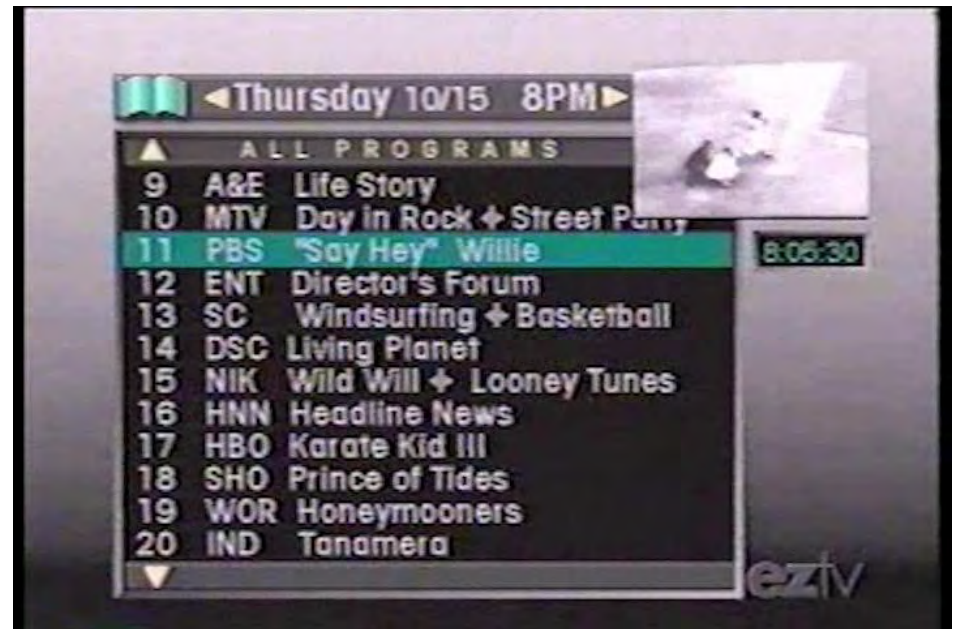 Thursday 10/15 8PM
ALL PROGRAMS
9 A&E Life Story
10 MTV Day in Rock + Street Party
11 PBS "Say Hey" Willie
8:05:30
12 ENT Director's Forum
13 SC Windsurfing + Basketball
14 DSC Living Planet
15 NIK Wild Will + Looney Tunes
16 HNN Headline News
17 HBO Karate Kid III
18 SHO Prince of Tides
19 WOR Honeymooners
20 IND Tanamera
eztv